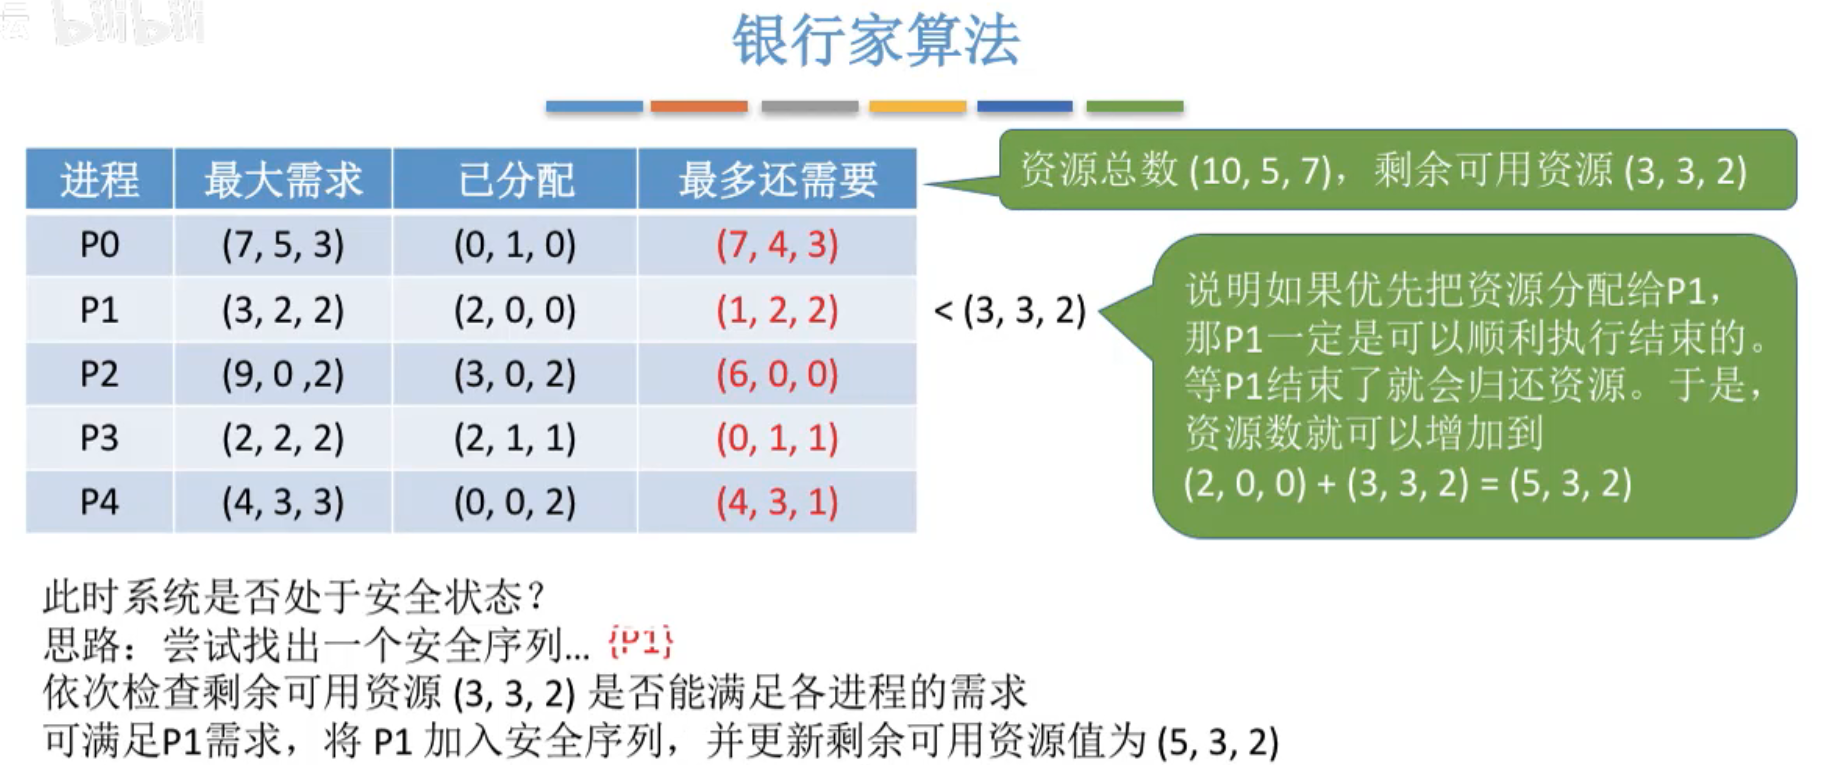 bilibili
银行家算法
资源总数 (10, 5, 7)，剩余可用资源 (3, 3, 2)
进程 最大需求 已分配 最多还需要
P0 (7, 5, 3) (0, 1, 0) (7, 4, 3)
P1 (3, 2, 2) (2, 0, 0) (1, 2, 2) < (3, 3, 2)
P2 (9, 0 ,2) (3, 0, 2) (6, 0, 0)
P3 (2, 2, 2) (2, 1, 1) (0, 1, 1)
P4 (4, 3, 3) (0, 0, 2) (4, 3, 1)
说明如果优先把资源分配给P1，
那P1一定是可以顺利执行结束的。
等P1结束了就会归还资源。于是，
资源数就可以增加到
(2, 0, 0) + (3, 3, 2) = (5, 3, 2)
此时系统是否处于安全状态？
思路：尝试找出一个安全序列... {P1}
依次检查剩余可用资源 (3, 3, 2) 是否能满足各进程的需求
可满足P1需求，将 P1 加入安全序列，并更新剩余可用资源值为 (5, 3, 2)